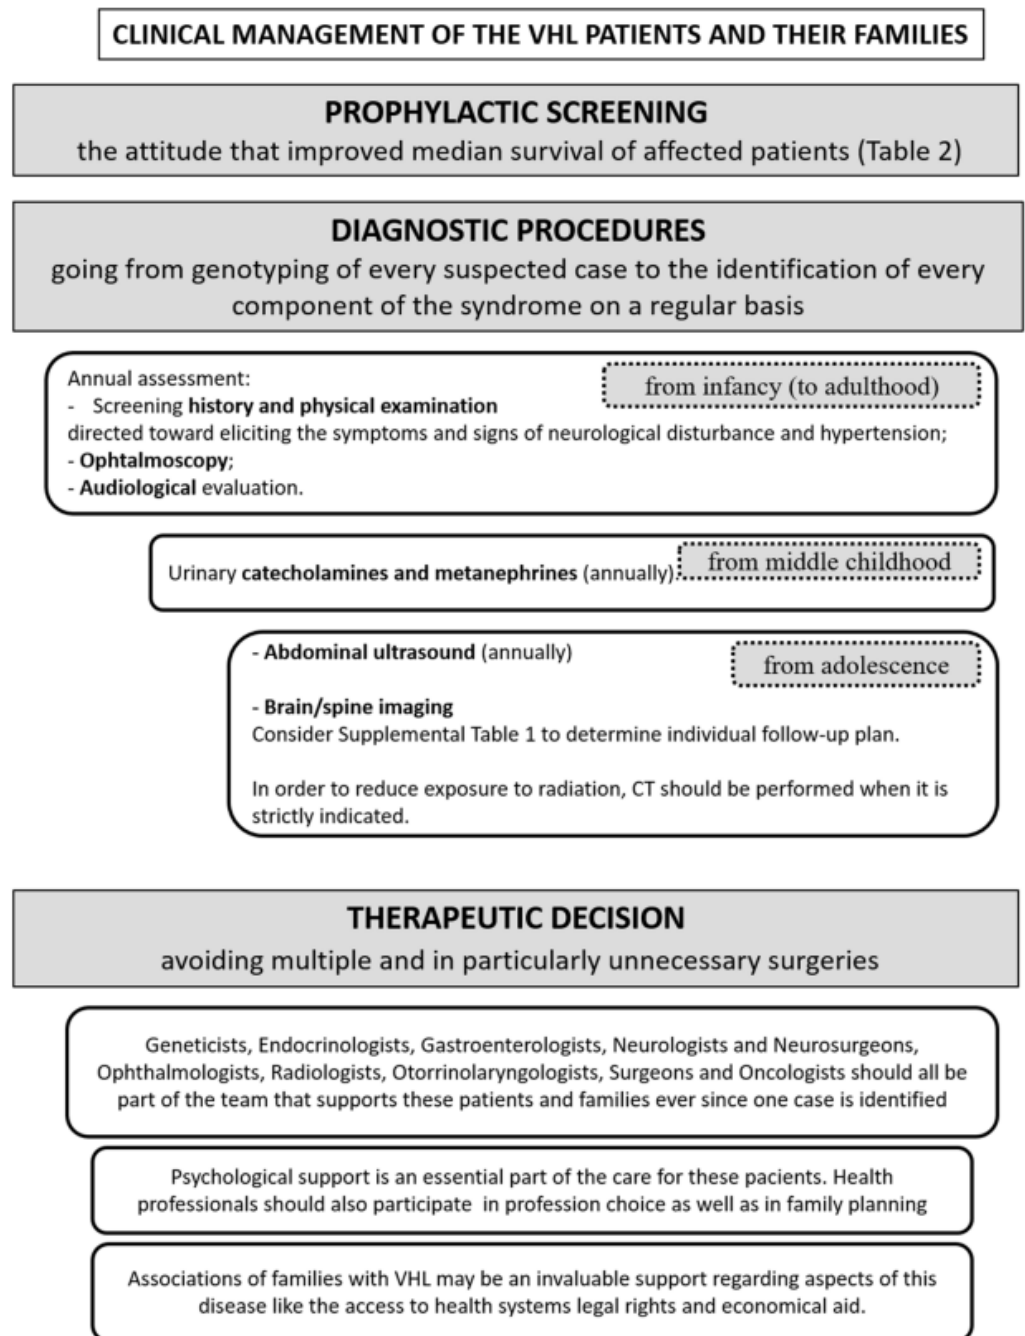 CLINICAL MANAGEMENT OF THE VHL PATIENTS AND THEIR FAMILIES
PROPHYLACTIC SCREENING
the attitude that improved median survival of affected patients (Table 2)
DIAGNOSTIC PROCEDURES
going from genotyping of every suspected case to the identification of every
component of the syndrome on a regular basis
Annual assessment:
from infancy (to adulthood)
- Screening history and physical examination
directed toward eliciting the symptoms and signs of neurological disturbance and hypertension;
- Ophtalmoscopy;
- Audiological evaluation.
Urinary catecholamines and metanephrines (annually).
from middle childhood
- Abdominal ultrasound (annually)
from adolescence
- Brain/spine imaging
Consider Supplemental Table 1 to determine individual follow-up plan.
In order to reduce exposure to radiation, CT should be performed when it is
strictly indicated.
THERAPEUTIC DECISION
avoiding multiple and in particularly unnecessary surgeries
Geneticists, Endocrinologists, Gastroenterologists, Neurologists and Neurosurgeons,
Ophthalmologists, Radiologists, Otorrinolaryngologists, Surgeons and Oncologists should all be
part of the team that supports these patients and families ever since one case is identified
Psychological support is an essential part of the care for these pacients. Health
professionals should also participate in profession choice as well as in family planning
Associations of families with VHL may be an invaluable support regarding aspects of this
disease like the access to health systems legal rights and economical aid.